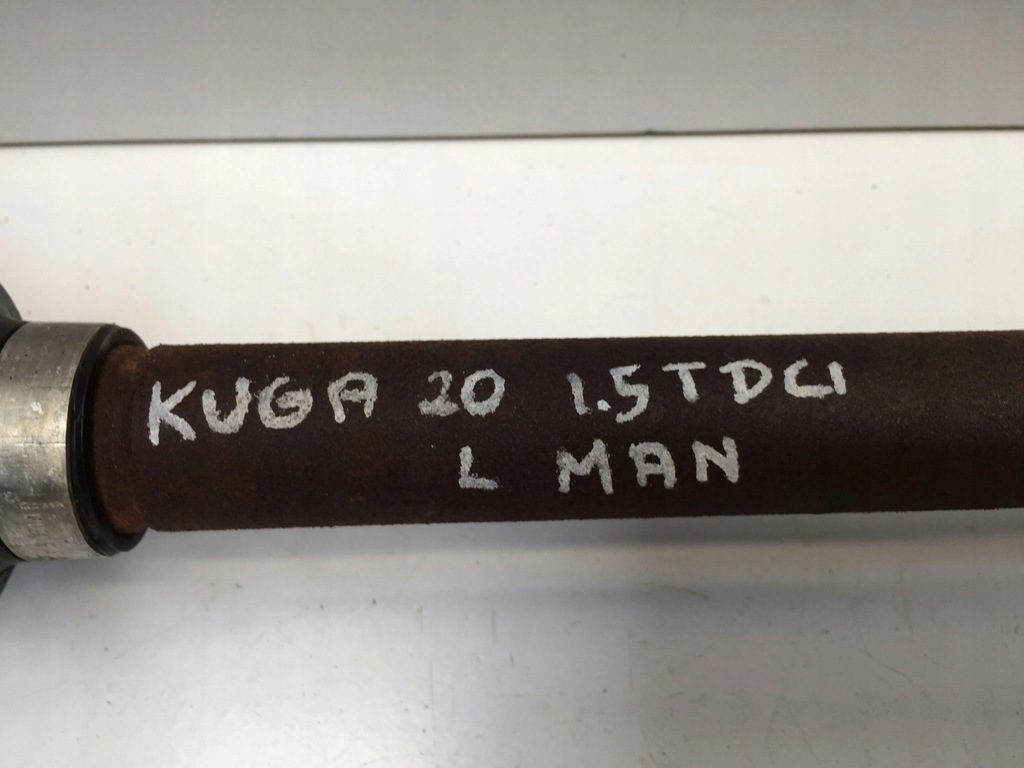 KUGA 20 1.5TDCI
L MAN